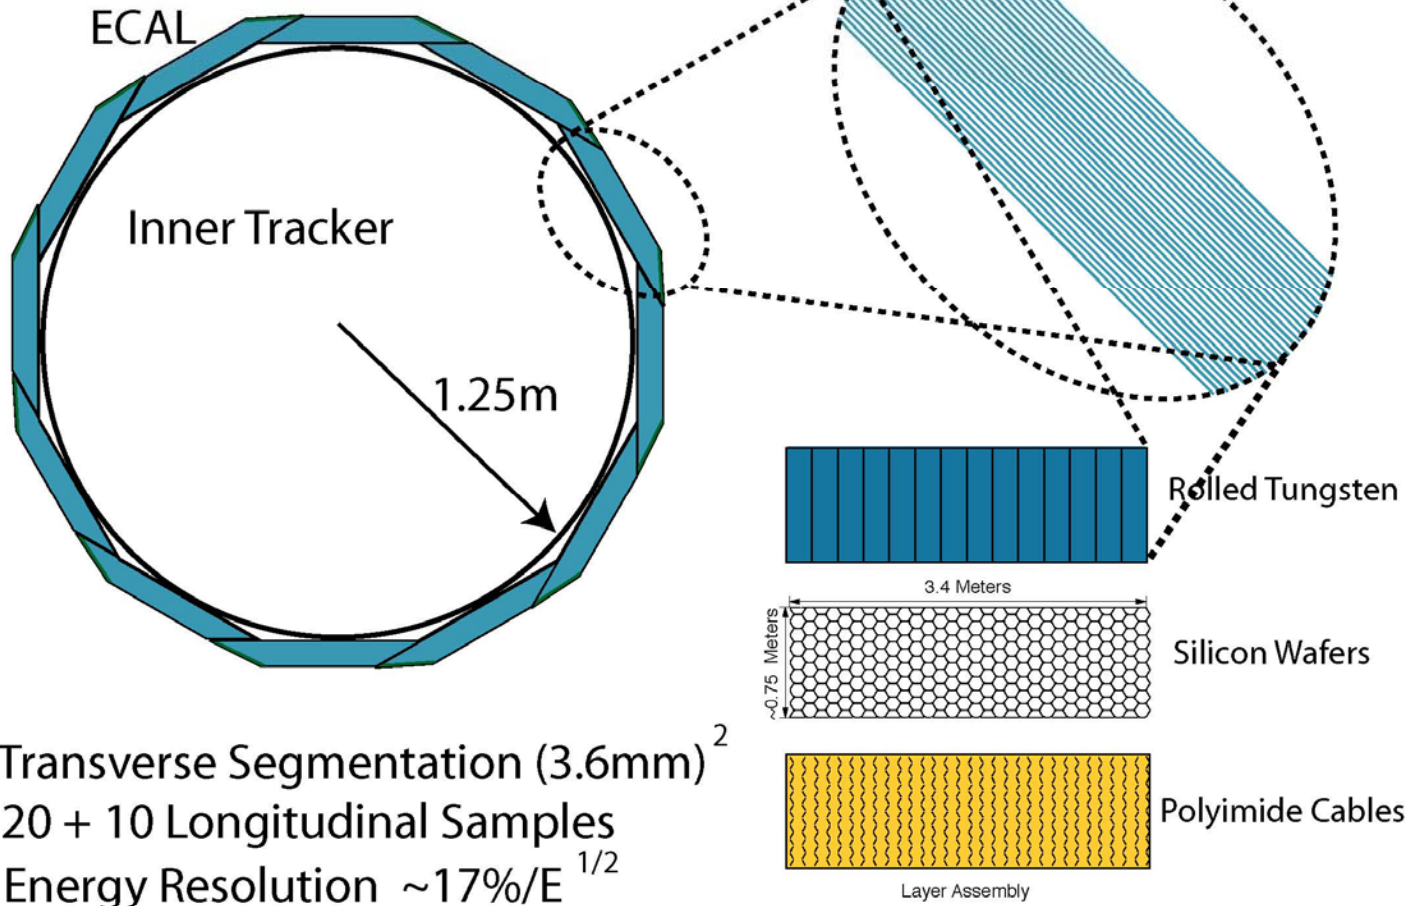 ECAL
Inner Tracker
1.25m
Rolled Tungsten
3.4 Meters
~0.75 Meters
Silicon Wafers
Polyimide Cables
Layer Assembly
Transverse Segmentation (3.6mm)²
20 + 10 Longitudinal Samples
Energy Resolution ~17%/E ^1/2